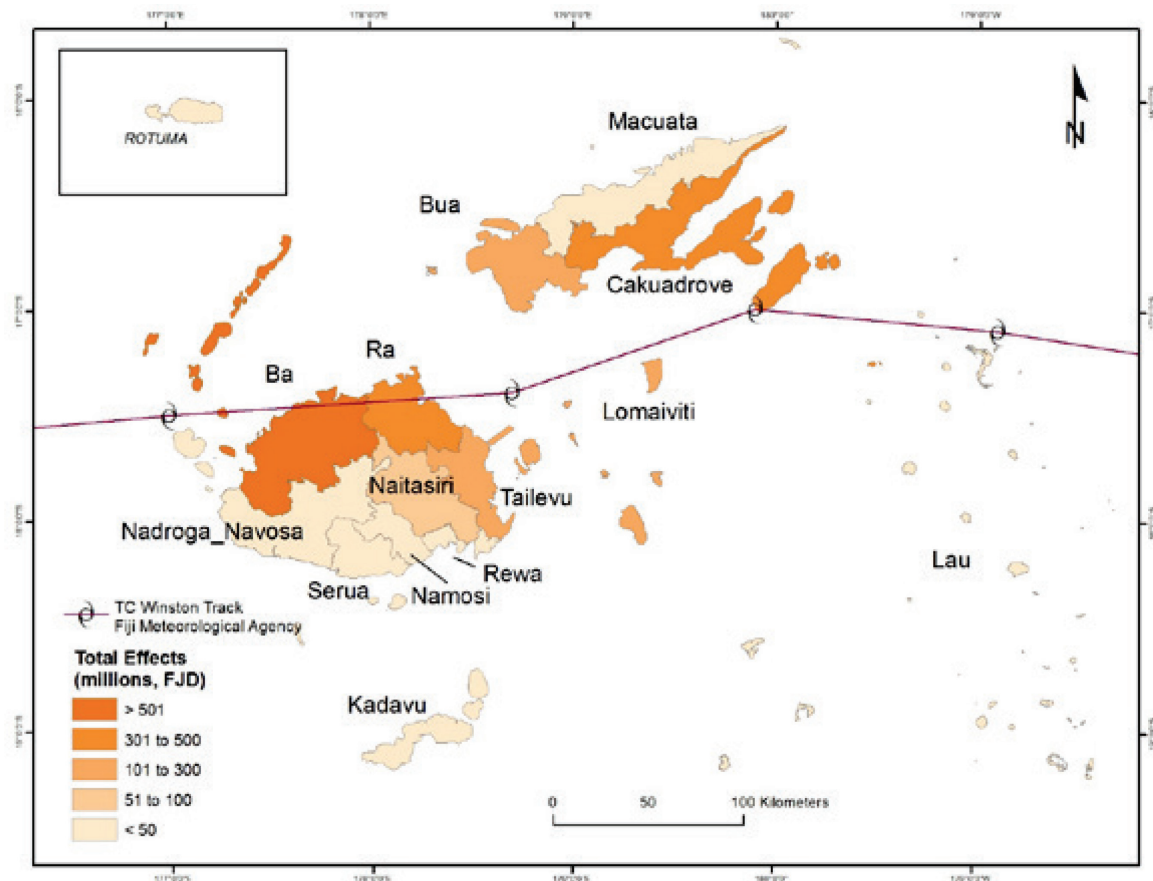 ROTUMA
N
Macuata
Bua
Cakuadrove
Ra
Ba
Lomaiviti
Naitasiri
Tailevu
Nadroga_Navosa
Lau
Rewa
Serua
Namosi
TC Winston Track
Fiji Meteorological Agency
Total Effects
(millions, FJD)
> 501
301 to 500
101 to 300
51 to 100
< 50
Kadavu
0 50 100 Kilometers